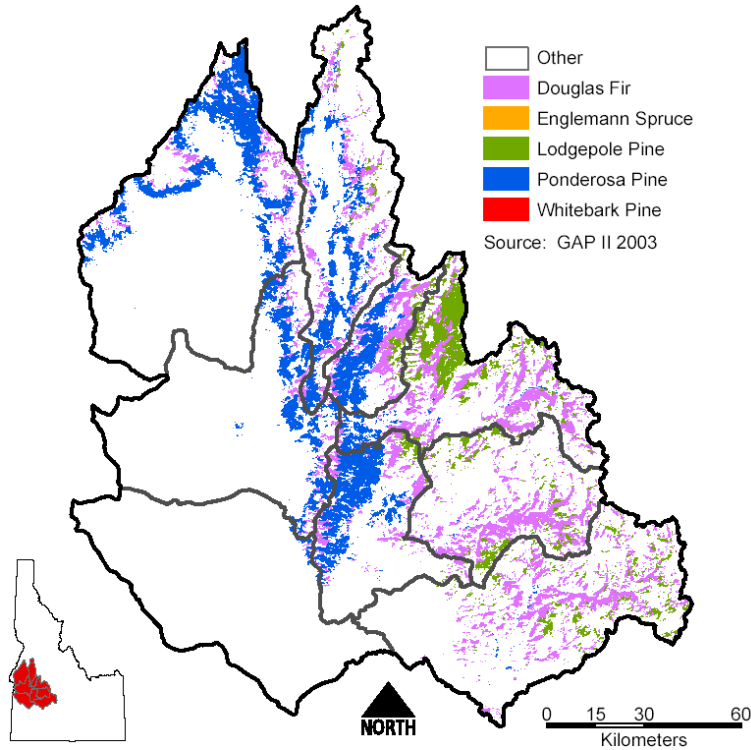 Other
Douglas Fir
Englemann Spruce
Lodgepole Pine
Ponderosa Pine
Whitebark Pine
Source: GAP II 2003
NORTH
0 15 30 60
Kilometers